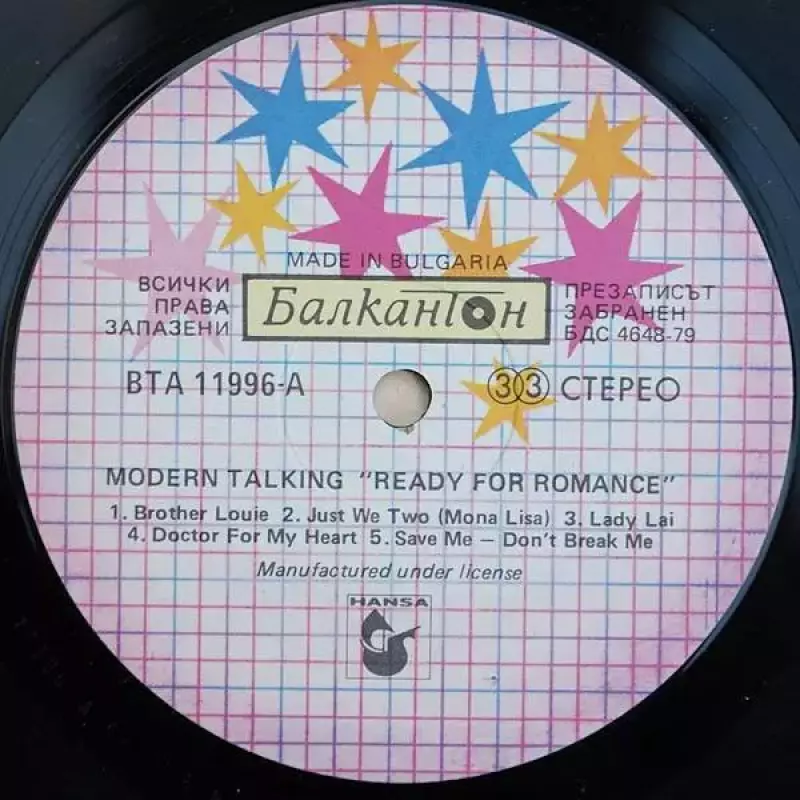 MADE IN BULGARIA
ВСИЧКИ
ПРАВА
ЗАПАЗЕНИ
Балкантон
ПРЕЗАПИСЪТ
ЗАБРАНЕН
БДС 4648-79
ВТА 11996-А
33 СТЕРЕО
MODERN TALKING "READY FOR ROMANCE"
1. Brother Louie 2. Just We Two (Mona Lisa) 3. Lady Lai
4. Doctor For My Heart 5. Save Me – Don't Break Me
Manufactured under license
HANSA